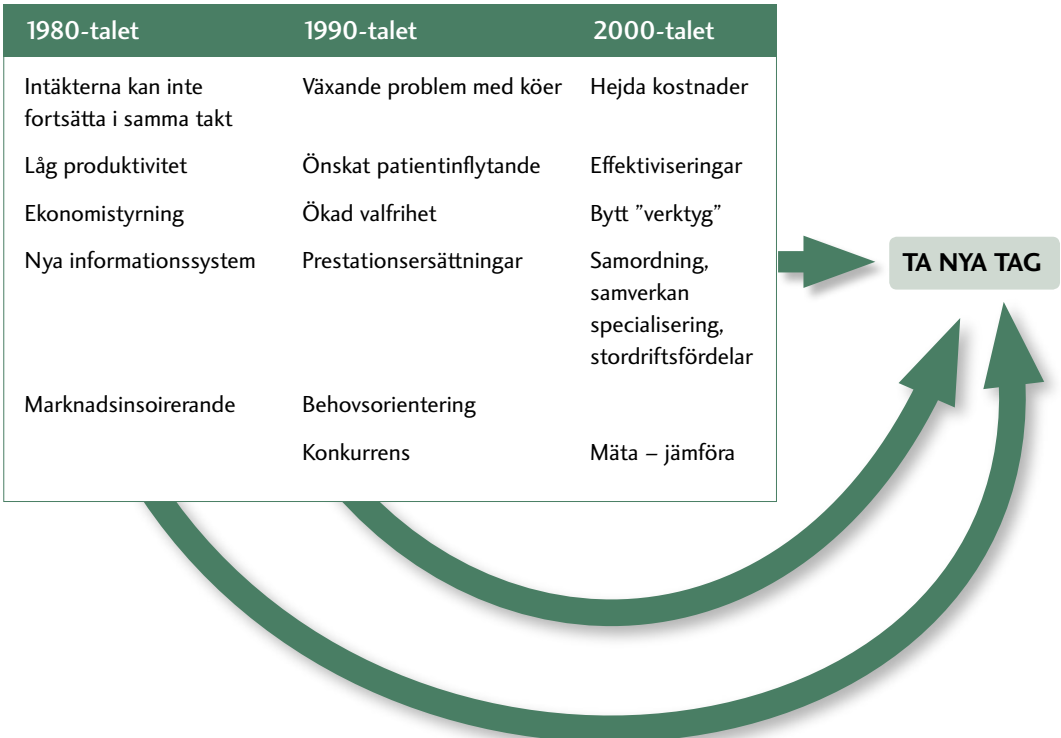 1980-talet 1990-talet 2000-talet
Intäkterna kan inte Växande problem med köer Hejda kostnader
fortsätta i samma takt
Låg produktivitet Önskat patientinflytande Effektiviseringar
Ekonomistyrning Ökad valfrihet Bytt ”verktyg”
Nya informationssystem Prestationsersättningar Samordning,
samverkan
specialisering,
stordriftsfördelar
Marknadsinsoirerande Behovsorientering
Konkurrens Mäta – jämföra
TA NYA TAG